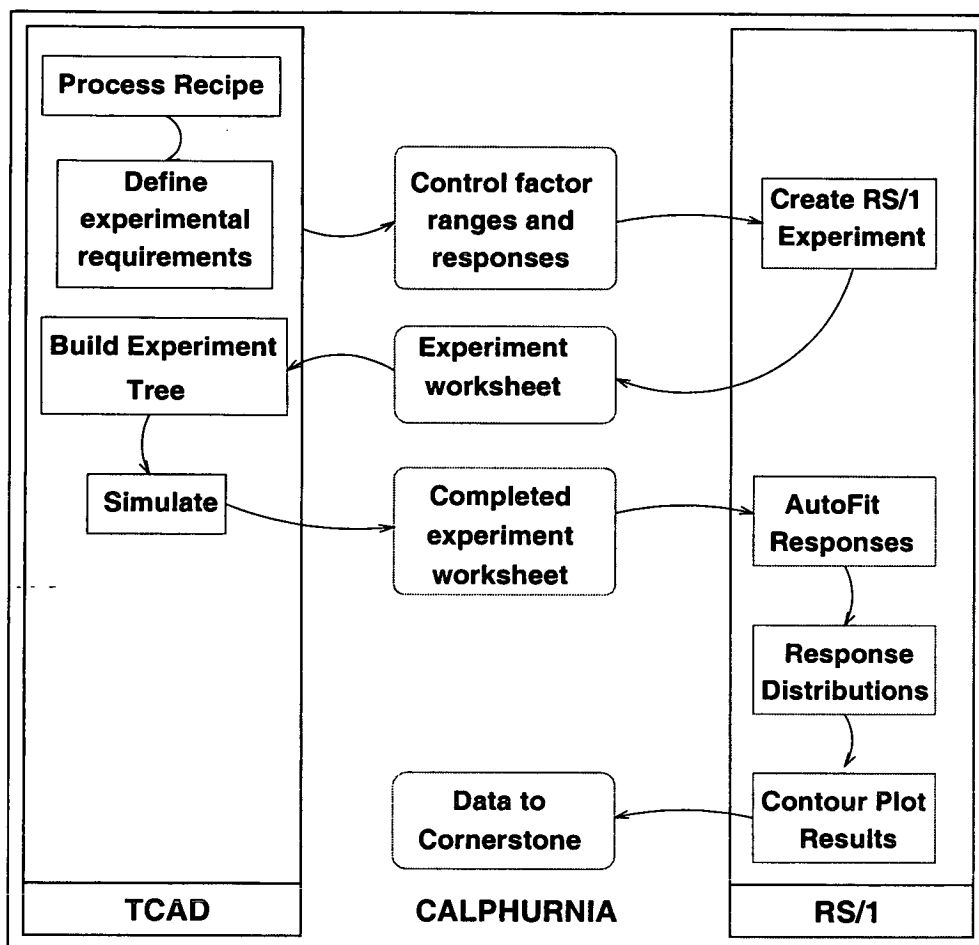 Process Recipe
Define
experimental
requirements
Control factor
ranges and
responses
Create RS/1
Experiment
Build Experiment
Tree
Experiment
worksheet
Simulate
Completed
experiment
worksheet
AutoFit
Responses
Response
Distributions
Data to
Cornerstone
Contour Plot
Results
TCAD
CALPHURNIA
RS/1